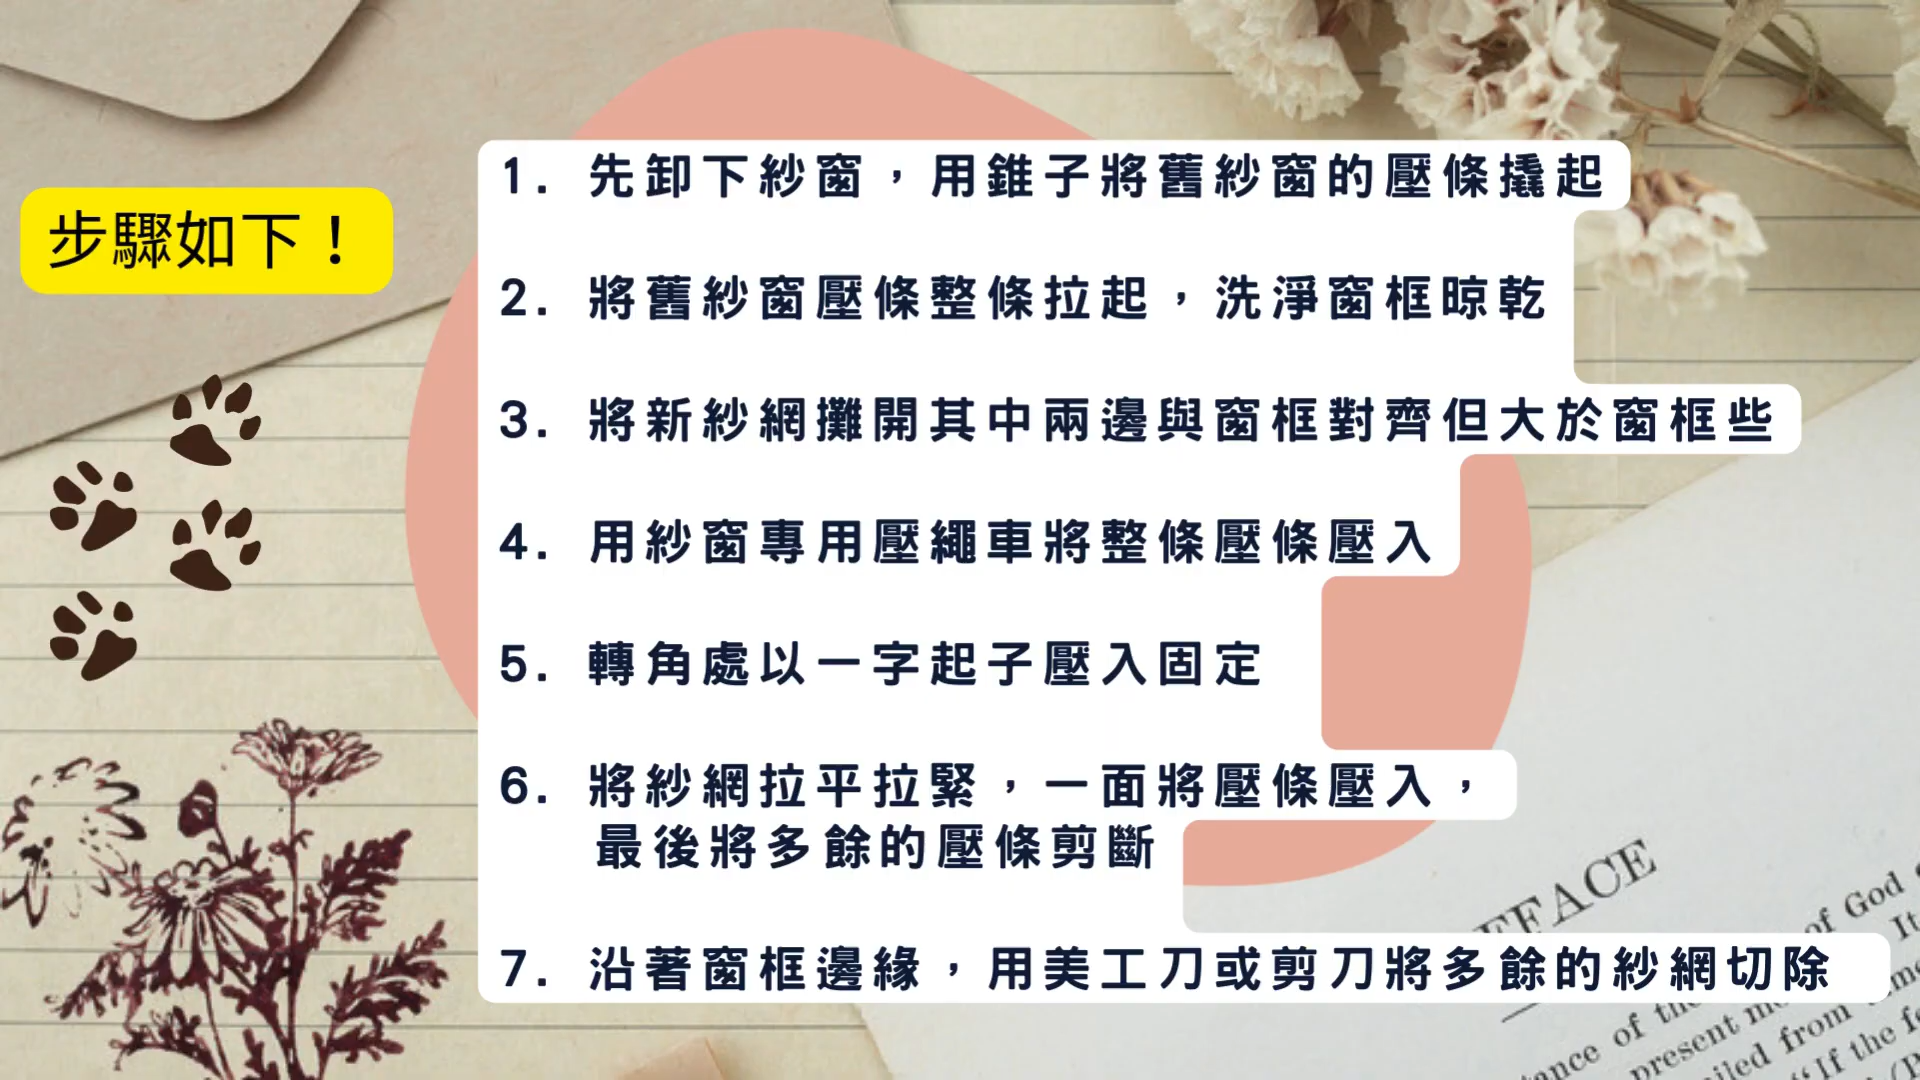 步驟如下！
1. 先卸下紗窗，用錐子將舊紗窗的壓條撬起
2. 將舊紗窗壓條整條拉起，洗淨窗框晾乾
3. 將新紗網攤開其中兩邊與窗框對齊但大於窗框些
4. 用紗窗專用壓繩車將整條壓條壓入
5. 轉角處以一字起子壓入固定
6. 將紗網拉平拉緊，一面將壓條壓入，
最後將多餘的壓條剪斷
7. 沿著窗框邊緣，用美工刀或剪刀將多餘的紗網切除
EFACE
of God
It
ance of the
present
iled from
"If the fe